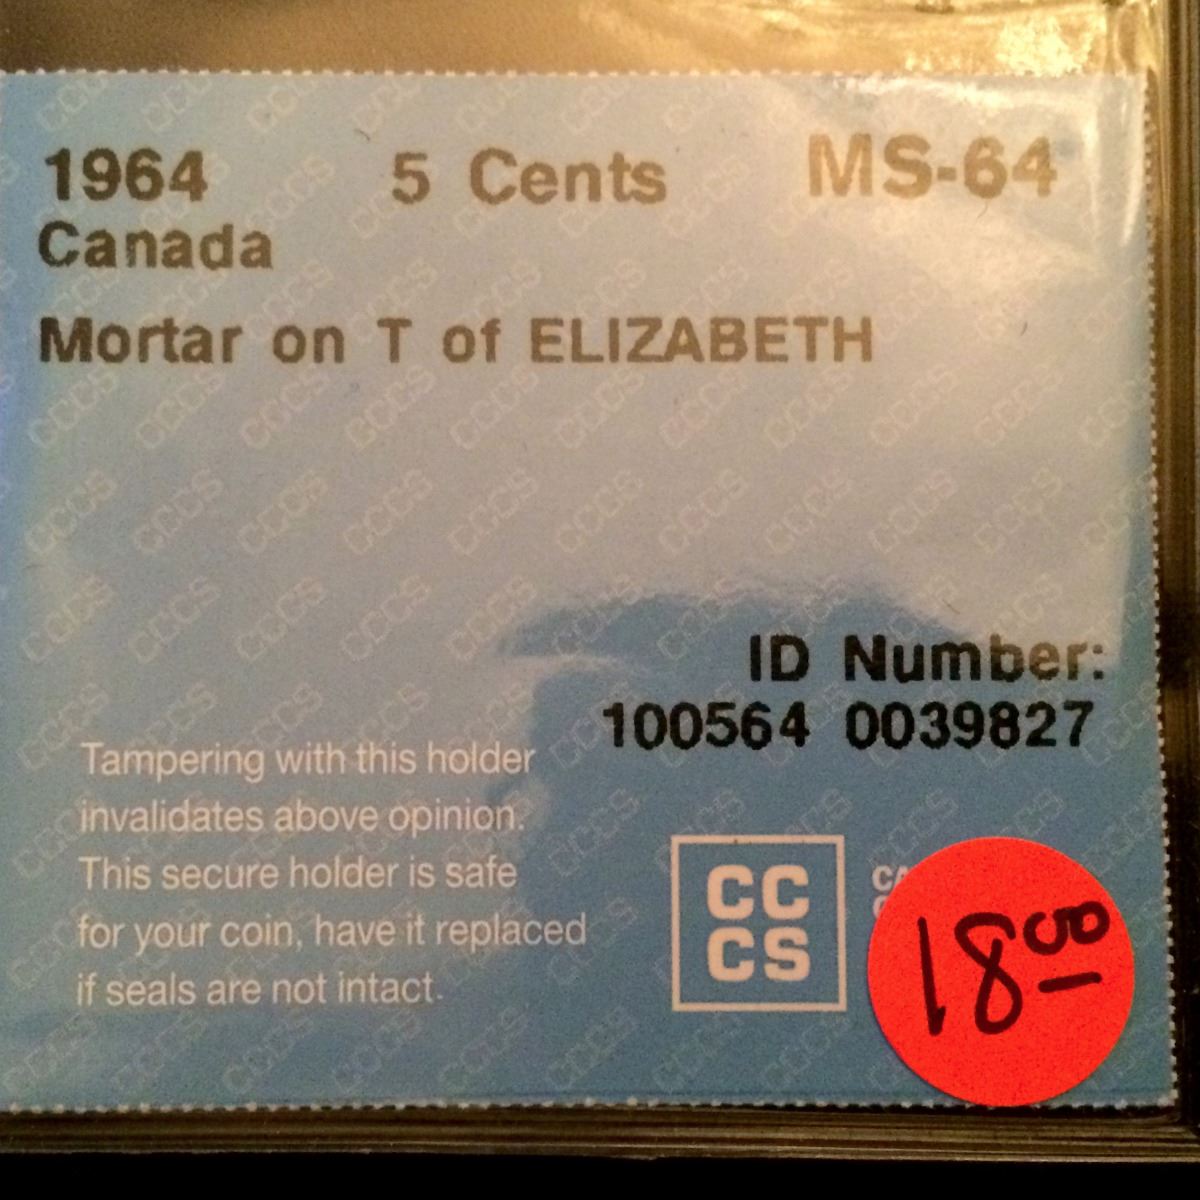 1964 5 Cents MS-64
Canada
Mortar on T of ELIZABETH
ID Number:
100564 0039827
Tampering with this holder
invalidates above opinion.
This secure holder is safe
for your coin, have it replaced
if seals are not intact.
CC
CS
18.00